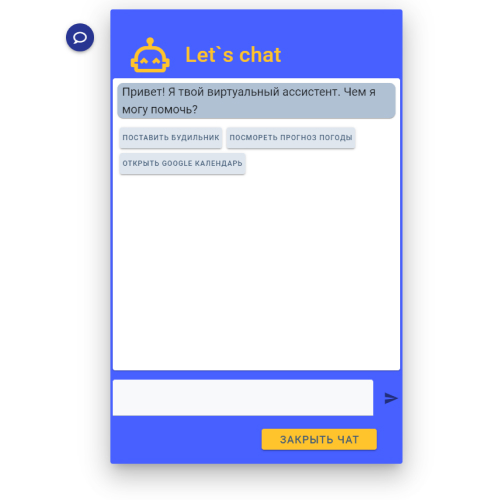 Let`s chat
Привет! Я твой виртуальный ассистент. Чем я
могу помочь?
ПОСТАВИТЬ БУДИЛЬНИК ПОСМОРЕТЬ ПРОГНОЗ ПОГОДЫ
ОТКРЫТЬ GOOGLE КАЛЕНДАРЬ
ЗАКРЫТЬ ЧАТ